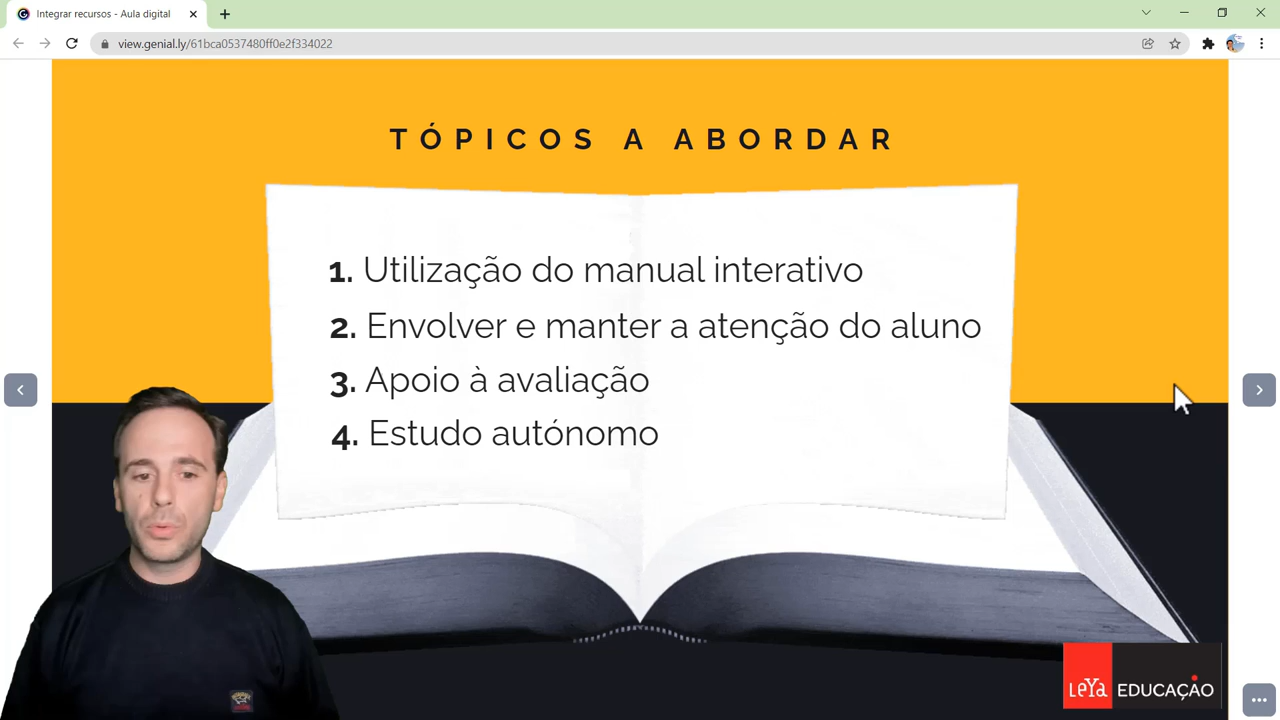 Integrar recursos - Aula digital
view.genial.ly/61bca0537480ff0e2f334022
TÓPICOS A ABORDAR
1. Utilização do manual interativo
2. Envolver e manter a atenção do aluno
3. Apoio à avaliação
4. Estudo autónomo
LeYa EDUCAÇÃO